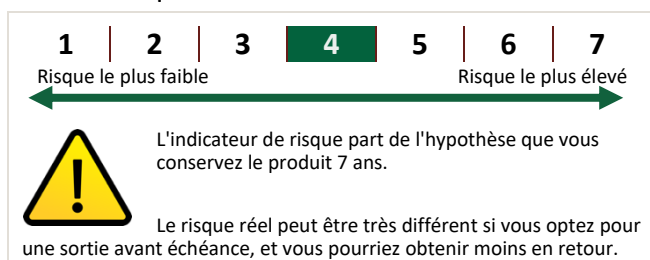 1 2 3 4 5 6 7
Risque le plus faible Risque le plus élevé
L'indicateur de risque part de l'hypothèse que vous
conservez le produit 7 ans.
Le risque réel peut être très différent si vous optez pour
une sortie avant échéance, et vous pourriez obtenir moins en retour.